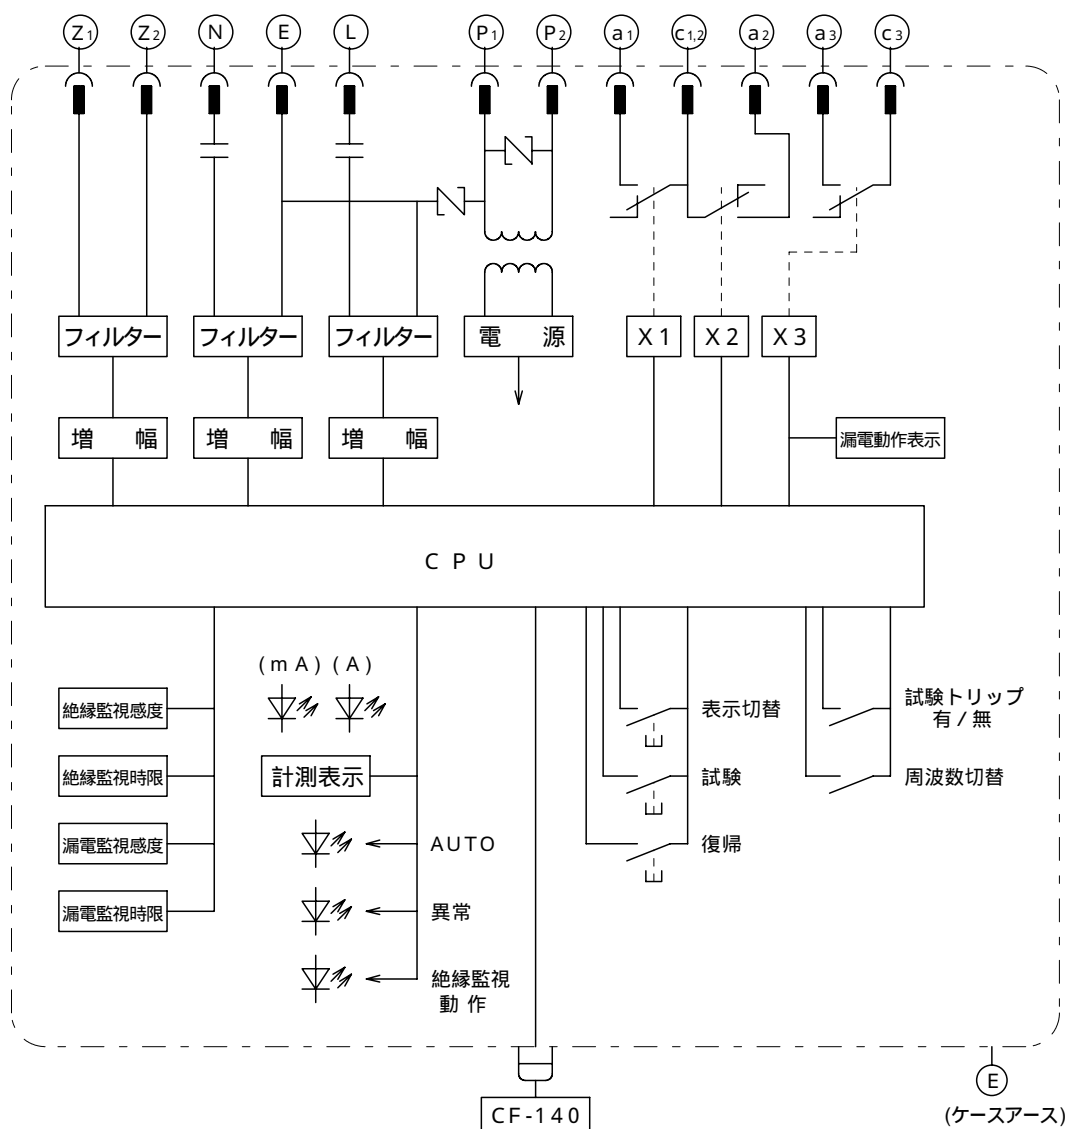 Z1 Z2 N E L P1 P2 a1 c1,2 a2 a3 c3
フィルター フィルター フィルター 電 源 X1 X2 X3
増 幅 増 幅 増 幅 漏電動作表示
CPU
(mA) (A)
絶縁監視感度 表示切替 試験トリップ
有/無
絶縁監視時限 計測表示 試験 周波数切替
漏電監視感度 AUTO 復帰
漏電監視時限 異常
絶縁監視
動 作
E
CF-140 (ケースアース)